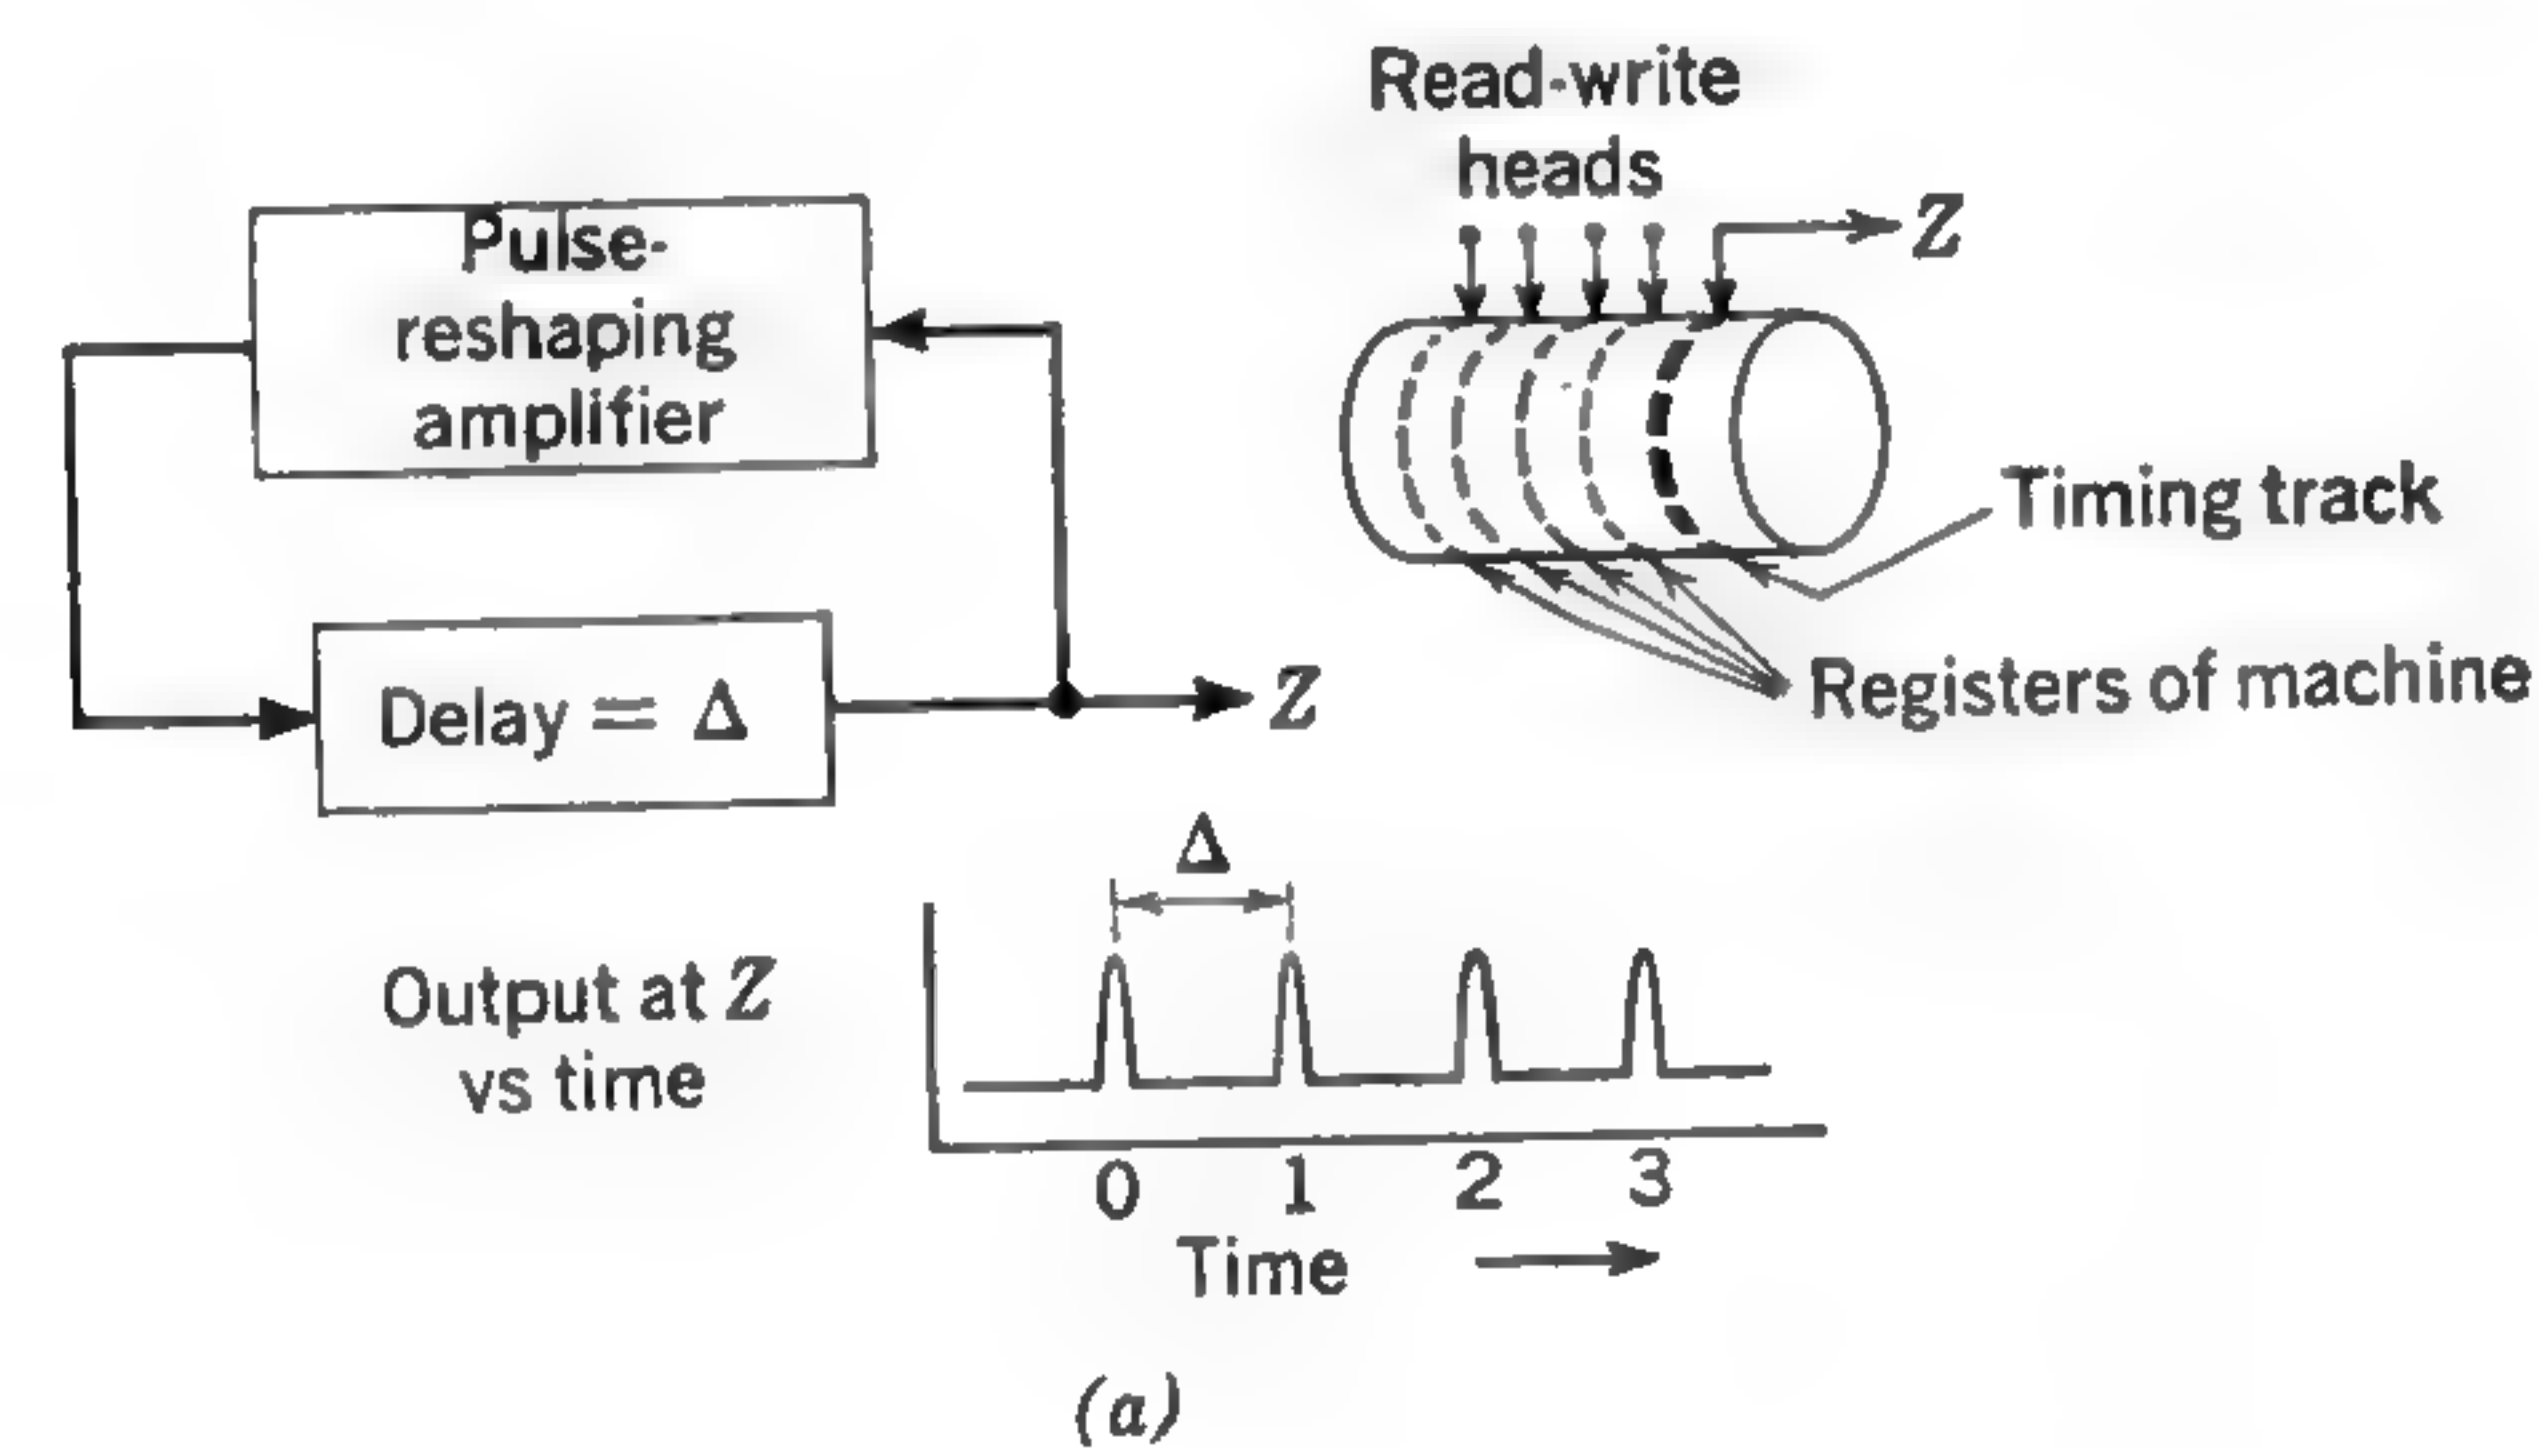 Read-write
heads
Z
Pulse-
reshaping
amplifier
Timing track
Delay = Δ
Z
Registers of machine
Δ
Output at Z
vs time
0 1 2 3
Time
(a)